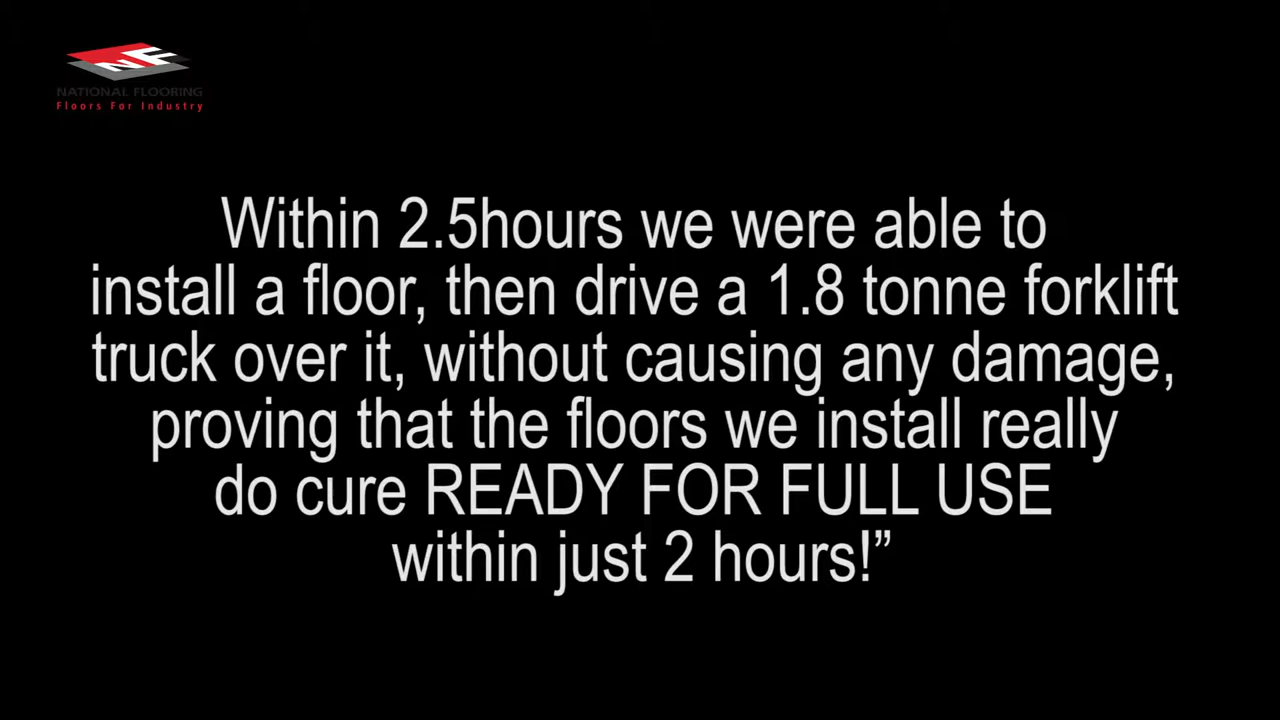 NF
NATIONAL FLOORING
Floors For Industry
Within 2.5hours we were able to
install a floor, then drive a 1.8 tonne forklift
truck over it, without causing any damage,
proving that the floors we install really
do cure READY FOR FULL USE
within just 2 hours!”